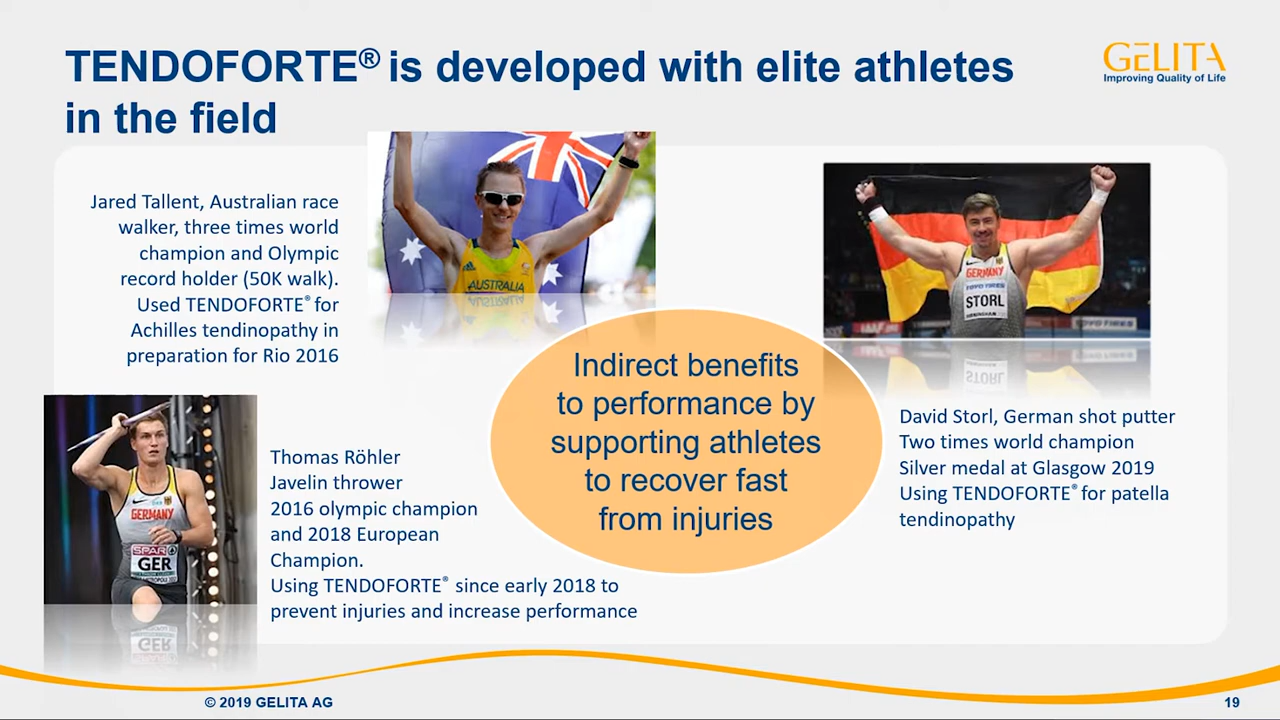 TENDOFORTE® is developed with elite athletes
in the field
GELITA
Improving Quality of Life
Jared Tallent, Australian race
walker, three times world
champion and Olympic
record holder (50K walk).
Used TENDOFORTE® for
Achilles tendinopathy in
preparation for Rio 2016
AUSTRALIA
GERMANY
TOYO TIRES
STORL
BIRMINGHAM
Indirect benefits
to performance by
supporting athletes
to recover fast
from injuries
David Storl, German shot putter
Two times world champion
Silver medal at Glasgow 2019
Using TENDOFORTE® for patella
tendinopathy
GERMANY
SPAR
GER
Thomas Röhler
Javelin thrower
2016 olympic champion
and 2018 European
Champion.
Using TENDOFORTE® since early 2018 to
prevent injuries and increase performance
© 2019 GELITA AG
19